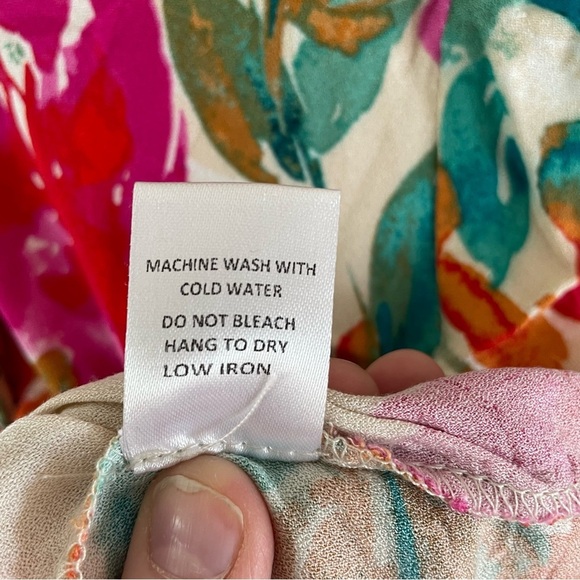 MACHINE WASH WITH
COLD WATER
DO NOT BLEACH
HANG TO DRY
LOW IRON